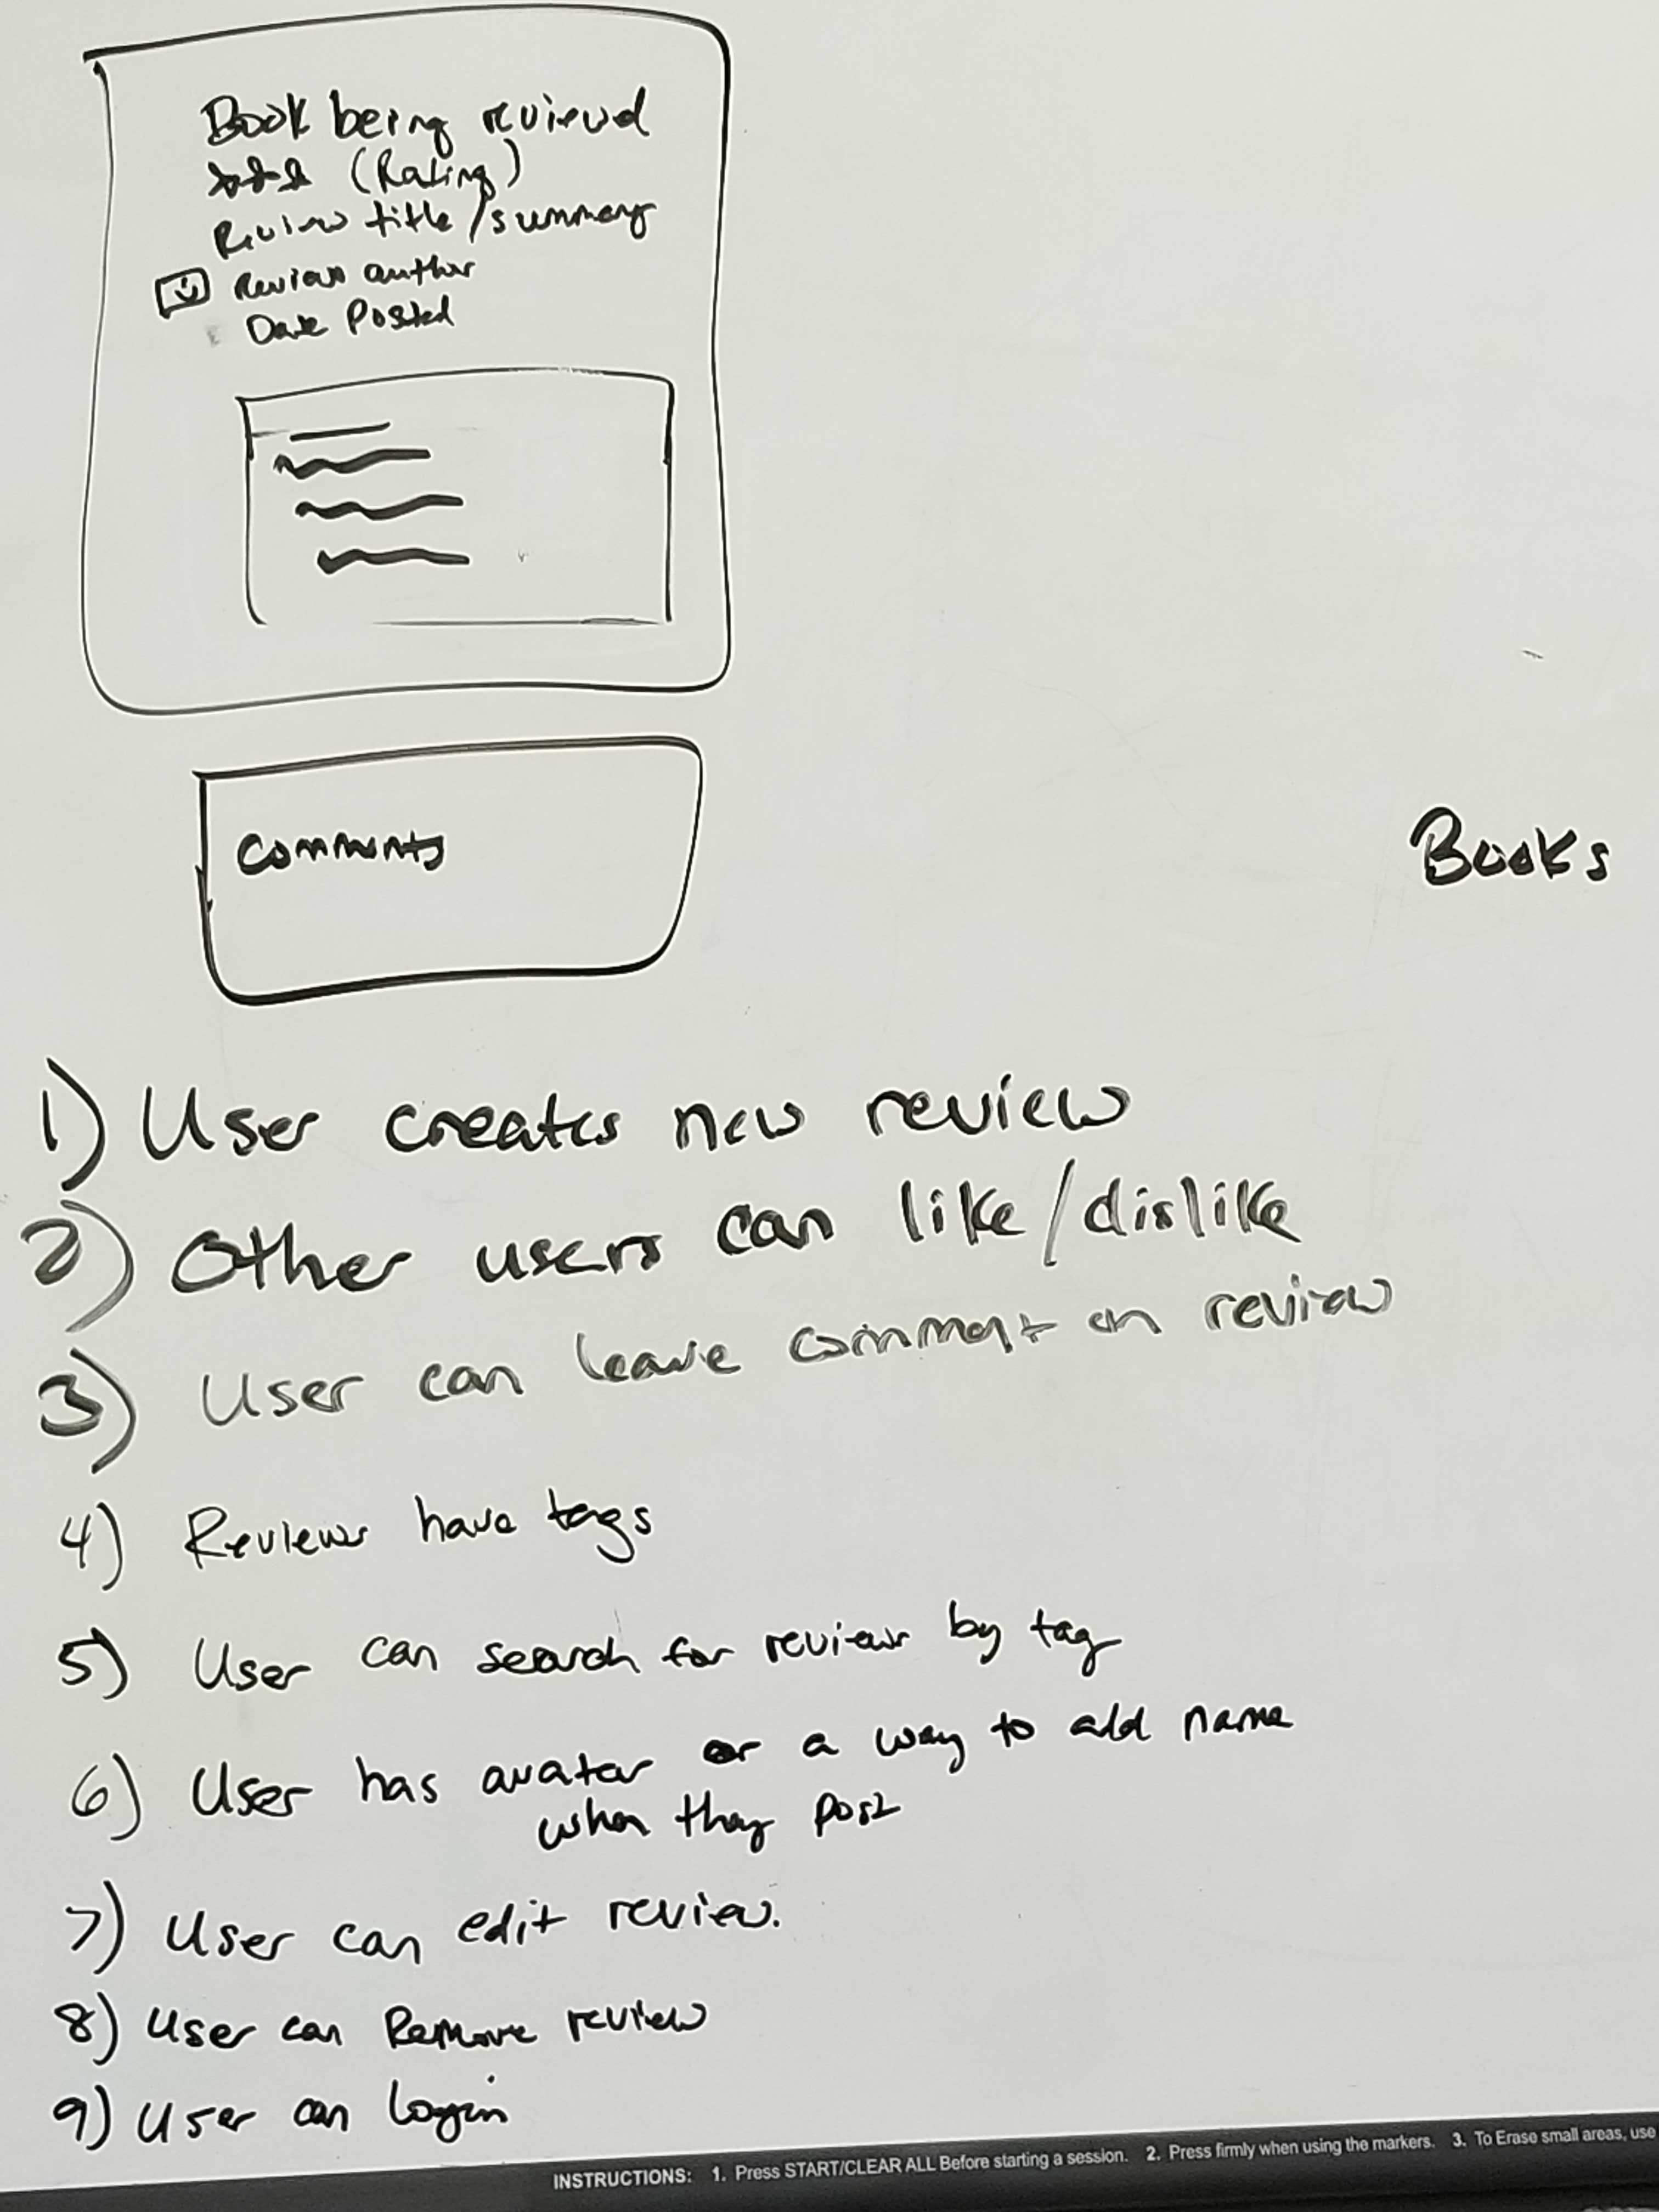 Book being reviewed
(Rating)
Review title/summary
Review author
Date Posted
Comments
Books
1) User creates new review
2) Other users can like/dislike
3) User can leave comment on review
4) Reviews have tags
5) User can search for reviews by tag
6) User has avatar or a way to add name
when they post
7) User can edit review.
8) User can Remove review
9) User can login
INSTRUCTIONS: 1. Press START/CLEAR ALL Before starting a session. 2. Press firmly when using the markers. 3. To Erase small areas, use